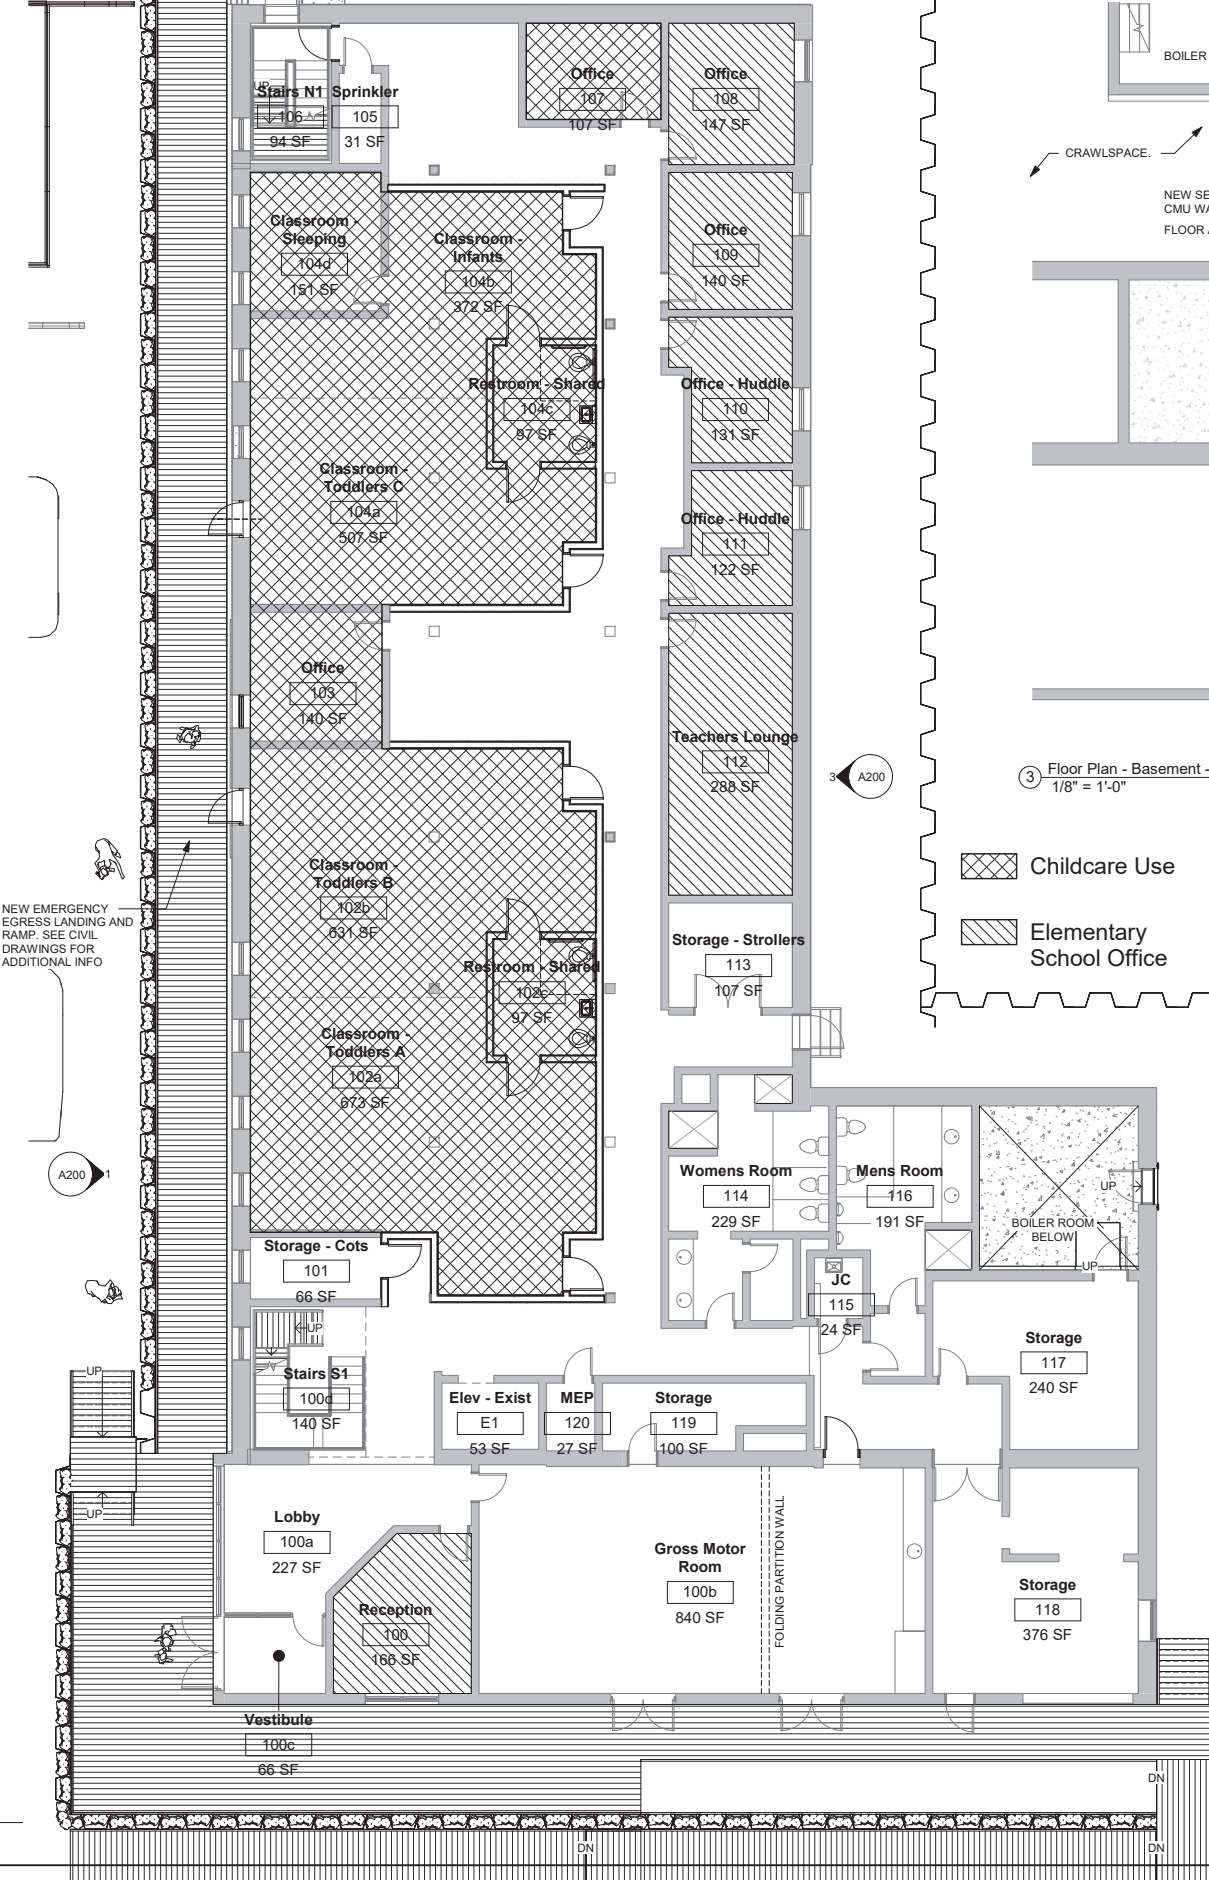 UP
Stairs N1
106
94 SF
Sprinkler
105
31 SF
Office
107
107 SF
Office
108
147 SF
BOILER
CRAWLSPACE.
NEW SE
CMU WA
FLOOR A
Classroom -
Sleeping
104d
151 SF
Classroom -
Infants
104b
372 SF
Office
109
140 SF
Restroom - Shared
104c
97 SF
Office - Huddle
110
131 SF
Classroom -
Toddlers C
104a
507 SF
Office - Huddle
111
122 SF
Office
103
140 SF
Teachers Lounge
112
288 SF
3
A200
3
Floor Plan - Basement -
1/8" = 1'-0"
Classroom -
Toddlers B
102b
631 SF
Childcare Use
Elementary
School Office
NEW EMERGENCY
EGRESS LANDING AND
RAMP. SEE CIVIL
DRAWINGS FOR
ADDITIONAL INFO
Restroom - Shared
102c
97 SF
Storage - Strollers
113
107 SF
Classroom -
Toddlers A
102a
673 SF
A200
1
Womens Room
114
229 SF
Mens Room
116
191 SF
UP
BOILER ROOM
BELOW
UP
Storage - Cots
101
66 SF
JC
115
24 SF
UP
Stairs S1
100d
140 SF
Storage
117
240 SF
UP
Elev - Exist
E1
53 SF
MEP
120
27 SF
Storage
119
100 SF
UP
Lobby
100a
227 SF
Gross Motor
Room
100b
840 SF
FOLDING PARTITION WALL
Storage
118
376 SF
Reception
100
166 SF
Vestibule
100c
66 SF
DN
DN
DN